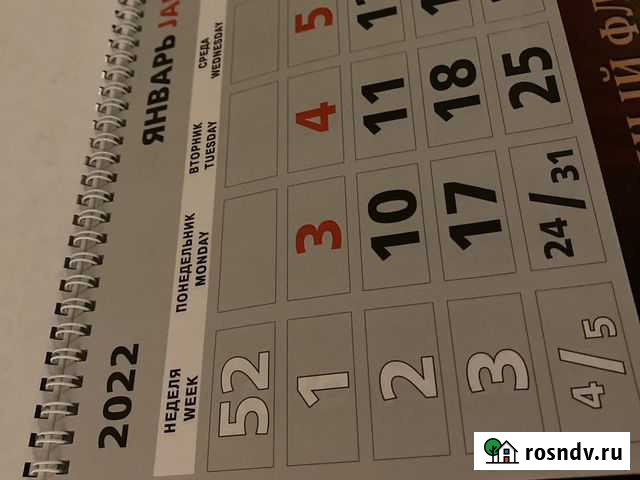 2022 ЯНВАРЬ
НЕДЕЛЯ
WEEK
52 1 2 3 4/5
ПОНЕДЕЛЬНИК
MONDAY
3 10 17 24/31
ВТОРНИК
TUESDAY
4 11 18 25
СРЕДА
WEDNESDAY
5
rosndv.ru